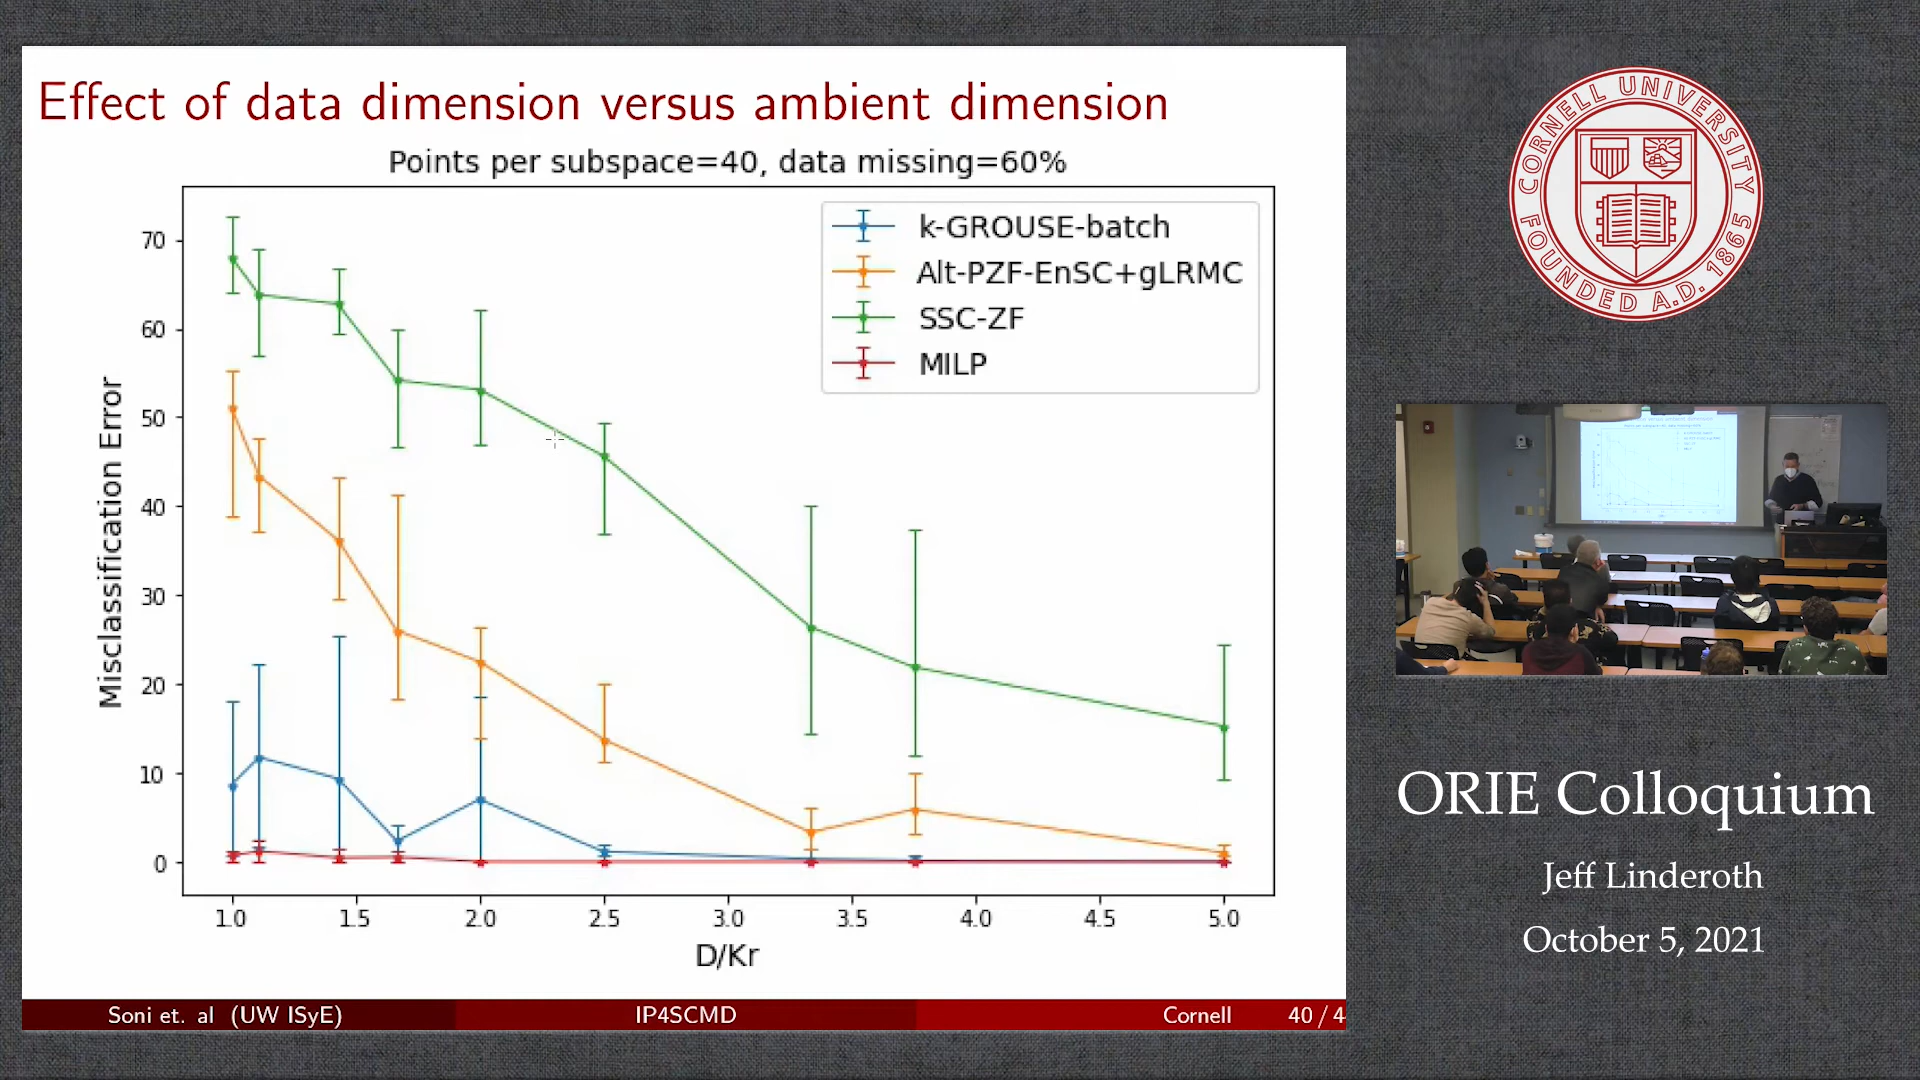 Effect of data dimension versus ambient dimension
Points per subspace=40, data missing=60%
k-GROUSE-batch
Alt-PZF-EnSC+gLRMC
SSC-ZF
MILP
Misclassification Error
70
60
50
40
30
20
10
0
1.0 1.5 2.0 2.5 3.0 3.5 4.0 4.5 5.0
D/Kr
Soni et. al (UW ISyE) IP4SCMD Cornell 40 / 4
CORNELL UNIVERSITY
FOUNDED A.D. 1865
ORIE Colloquium
Jeff Linderoth
October 5, 2021